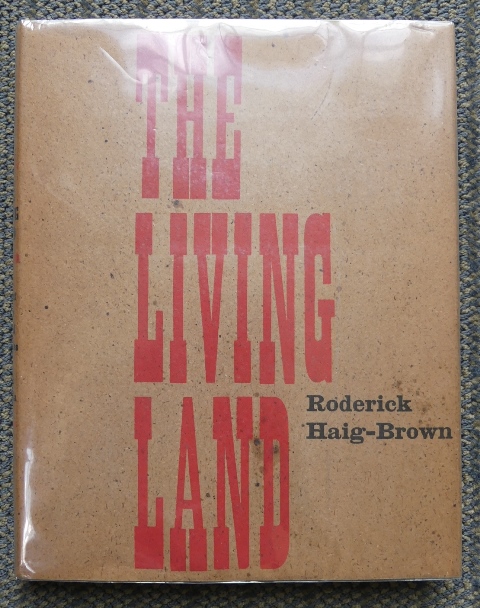 THE
LIVING
LAND
Roderick
Haig-Brown